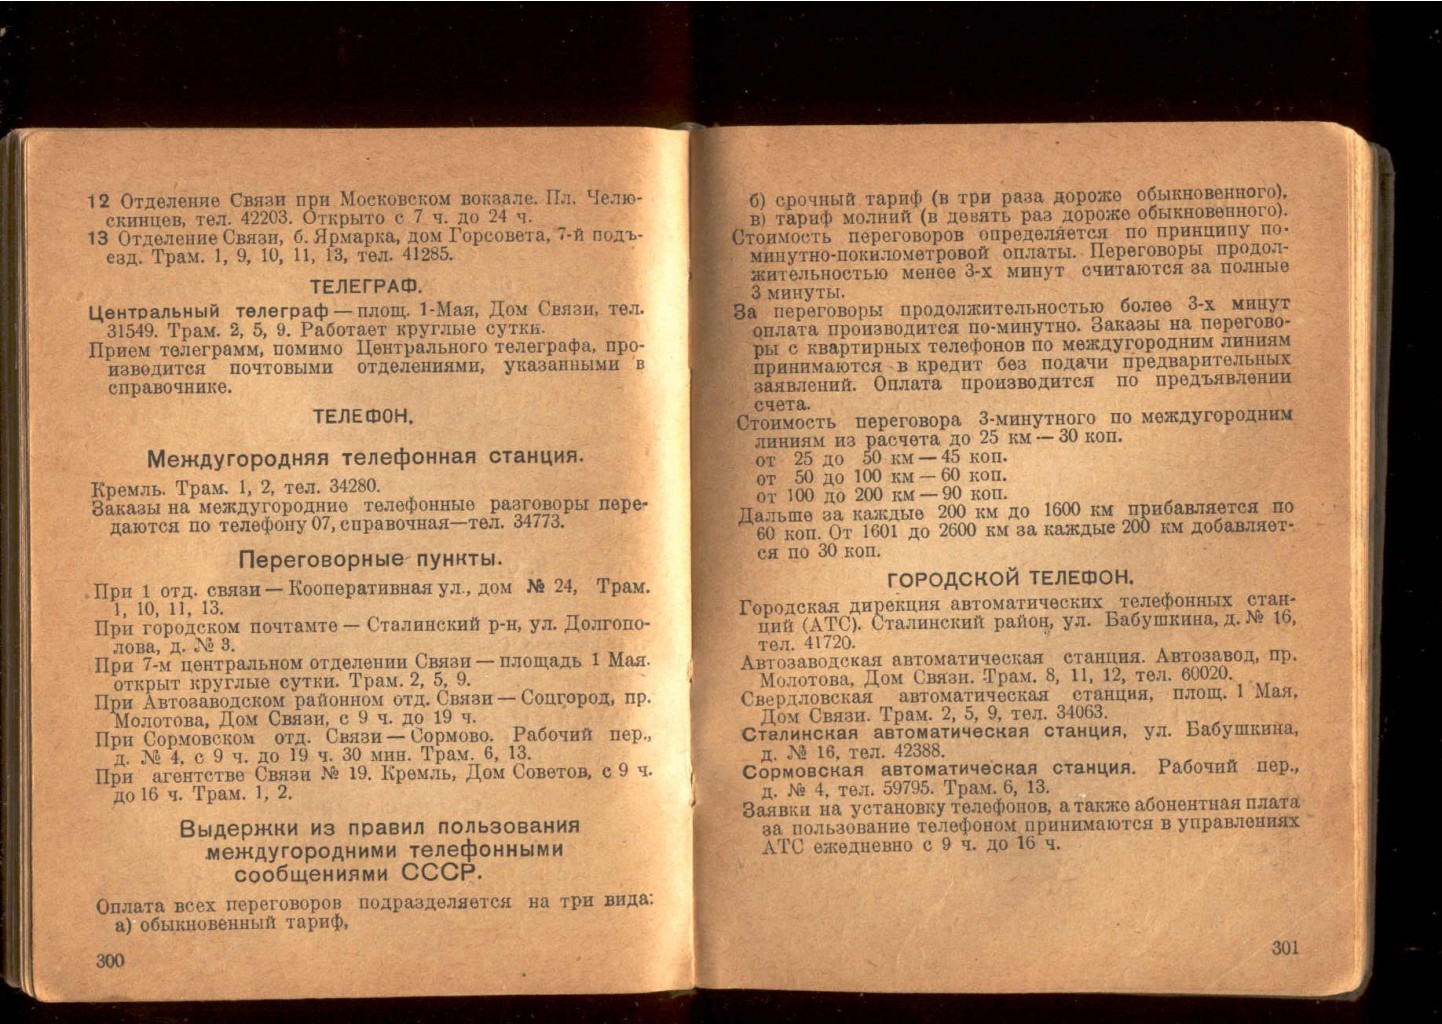 12 Отделение Связи при Московском вокзале. Пл. Челю-
скинцев, тел. 42203. Открыто с 7 ч. до 24 ч.
13 Отделение Связи, б. Ярмарка, дом Горсовета, 7-й подъ-
езд. Трам. 1, 9, 10, 11, 13, тел. 41285.
ТЕЛЕГРАФ.
Центральный телеграф — площ. 1-Мая, Дом Связи, тел.
31549. Трам. 2, 5, 9. Работает круглые сутки.
Прием телеграмм, помимо Центрального телеграфа, про-
изводится почтовыми отделениями, указанными в
справочнике.
ТЕЛЕФОН.
Междугородняя телефонная станция.
Кремль. Трам. 1, 2, тел. 34280.
Заказы на междугородние телефонные разговоры пере-
даются по телефону 07, справочная—тел. 34773.
Переговорные пункты.
При 1 отд. связи — Кооперативная ул., дом № 24, Трам.
1, 10, 11, 13.
При городском почтамте — Сталинский р-н, ул. Долгопо-
лова, д. № 3.
При 7-м центральном отделении Связи — площадь 1 Мая.
открыт круглые сутки. Трам. 2, 5, 9.
При Автозаводском районном отд. Связи — Соцгород, пр.
Молотова, Дом Связи, с 9 ч. до 19 ч.
При Сормовском отд. Связи — Сормово. Рабочий пер.,
д. № 4, с 9 ч. до 19 ч. 30 мин. Трам. 6, 13.
При агентстве Связи № 19. Кремль, Дом Советов, с 9 ч.
до 16 ч. Трам. 1, 2.
Выдержки из правил пользования
междугородними телефонными
сообщениями СССР.
Оплата всех переговоров подразделяется на три вида:
а) обыкновенный тариф,
300
б) срочный тариф (в три раза дороже обыкновенного),
в) тариф молний (в девять раз дороже обыкновенного).
Стоимость переговоров определяется по принципу по-
минутно-покилометровой оплаты. Переговоры продол-
жительностью менее 3-х минут считаются за полные
3 минуты.
За переговоры продолжительностью более 3-х минут
оплата производится по-минутно. Заказы на перегово-
ры с квартирных телефонов по междугородним линиям
принимаются в кредит без подачи предварительных
заявлений. Оплата производится по предъявлении
счета.
Стоимость переговора 3-минутного по междугородним
линиям из расчета до 25 км — 30 коп.
от 25 до 50 км — 45 коп.
от 50 до 100 км — 60 коп.
от 100 до 200 км — 90 коп.
Дальше за каждые 200 км до 1600 км прибавляется по
60 коп. От 1601 до 2600 км за каждые 200 км добавляет-
ся по 30 коп.
ГОРОДСКОЙ ТЕЛЕФОН.
Городская дирекция автоматических телефонных стан-
ций (АТС). Сталинский район, ул. Бабушкина, д. № 16,
тел. 41720.
Автозаводская автоматическая станция. Автозавод, пр.
Молотова, Дом Связи. Трам. 8, 11, 12, тел. 60020.
Свердловская автоматическая станция, площ. 1 Мая,
Дом Связи. Трам. 2, 5, 9, тел. 34063.
Сталинская автоматическая станция, ул. Бабушкина,
д. № 16, тел. 42388.
Сормовская автоматическая станция. Рабочий пер.,
д. № 4, тел. 59795. Трам. 6, 13.
Заявки на установку телефонов, а также абонентная плата
за пользование телефоном принимаются в управлениях
АТС ежедневно с 9 ч. до 16 ч.
301